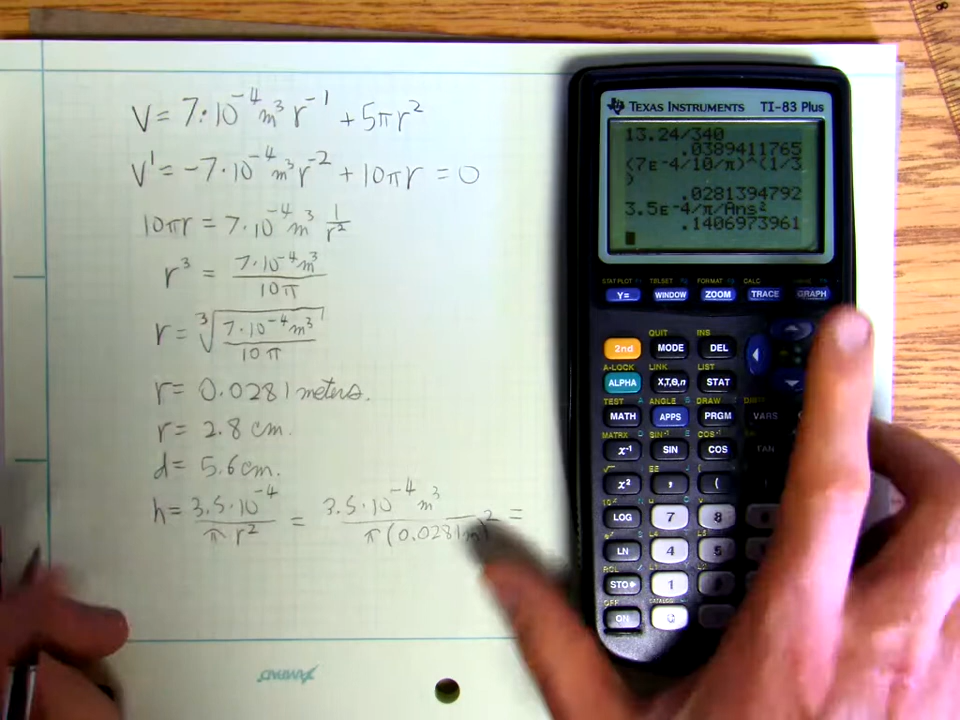 V = 7·10⁻⁴ m³ r⁻¹ + 5πr²
V' = -7·10⁻⁴ m³ r⁻² + 10πr = 0
10πr = 7·10⁻⁴ m³ 1/r²
r³ = 7·10⁻⁴ m³ / 10π
r = ∛(7·10⁻⁴ m³ / 10π)
r = 0.0281 meters.
r = 2.8 cm.
d = 5.6 cm.
h = 3.5·10⁻⁴ / π r² = 3.5·10⁻⁴ m³ / π (0.0281m)² =
AMPAD
TEXAS INSTRUMENTS TI-83 Plus
13.24/340
.0389411765
(7E-4/10/π)^(1/3
)
.0281394792
3.5E-4/π/Ans²
.1406973961
STAT PLOT TBLSET FORMAT CALC
Y= WINDOW ZOOM TRACE GRAPH
QUIT INS
2nd MODE DEL
A-LOCK LINK LIST
ALPHA X,T,θ,n STAT
TEST ANGLE DRAW
MATH APPS PRGM VARS
MATRIX SIN⁻¹ COS⁻¹
x⁻¹ SIN COS TAN
x² , (
LOG 7 8
LN 4 5
RCL
STO▸ 1
OFF CATALOG
ON 0